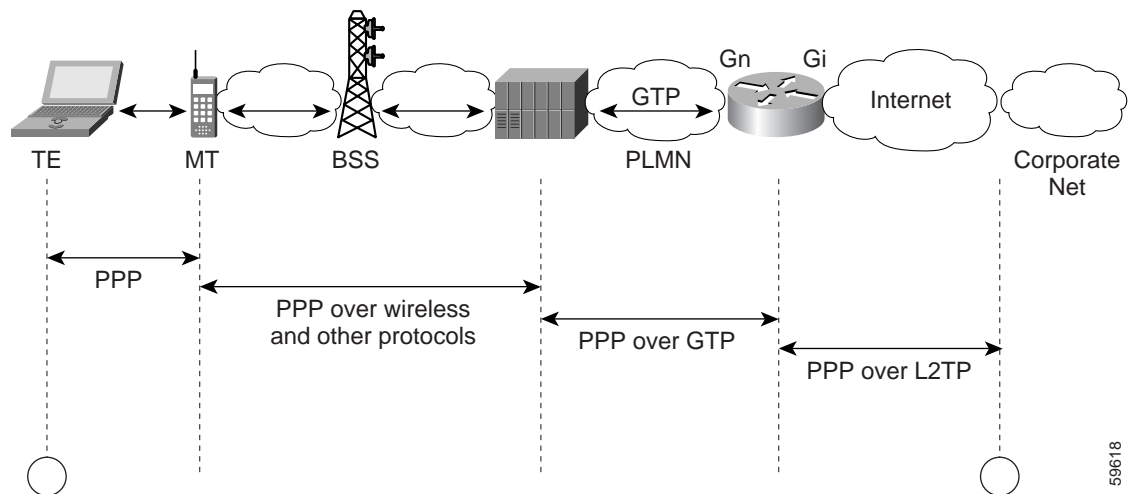 Gn
Gi
GTP
Internet
TE
MT
BSS
PLMN
Corporate
Net
PPP
PPP over wireless
and other protocols
PPP over GTP
PPP over L2TP
59618